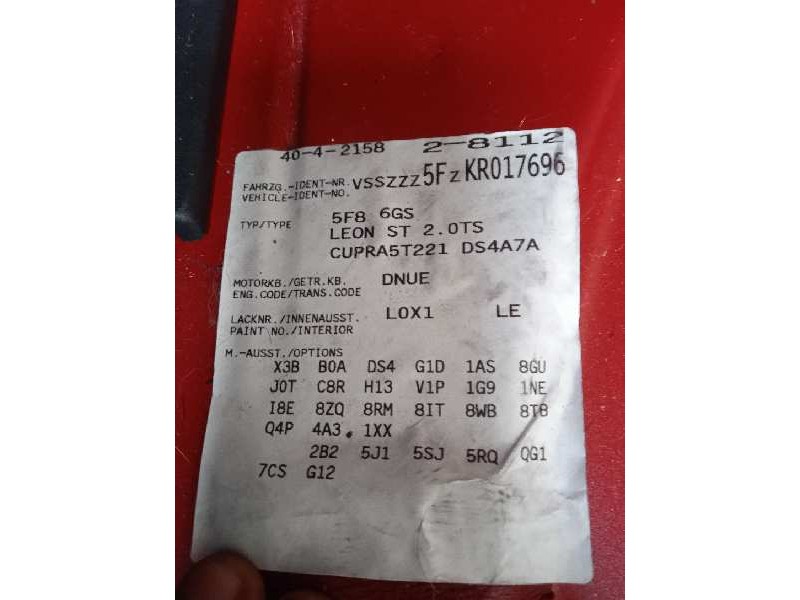 40-4-2158 2-8112
FAHRZG.-IDENT-NR. VSSZZZ5FZKR017696
VEHICLE-IDENT-NO.
TYP/TYPE 5F8 6GS
LEON ST 2.0TS
CUPRA5T221 DS4A7A
MOTORKB./GETR.KB. DNUE
ENG.CODE/TRANS.CODE
LACKNR./INNENAUSST. L0X1 LE
PAINT NO./INTERIOR
M.-AUSST./OPTIONS
X3B B0A DS4 G1D 1AS 8GU
J0T C8R H13 V1P 1G9 1NE
I8E 8ZQ 8RM 8IT 8WB 8T8
Q4P 4A3 1XX
2B2 5J1 5SJ 5RQ QG1
7CS G12